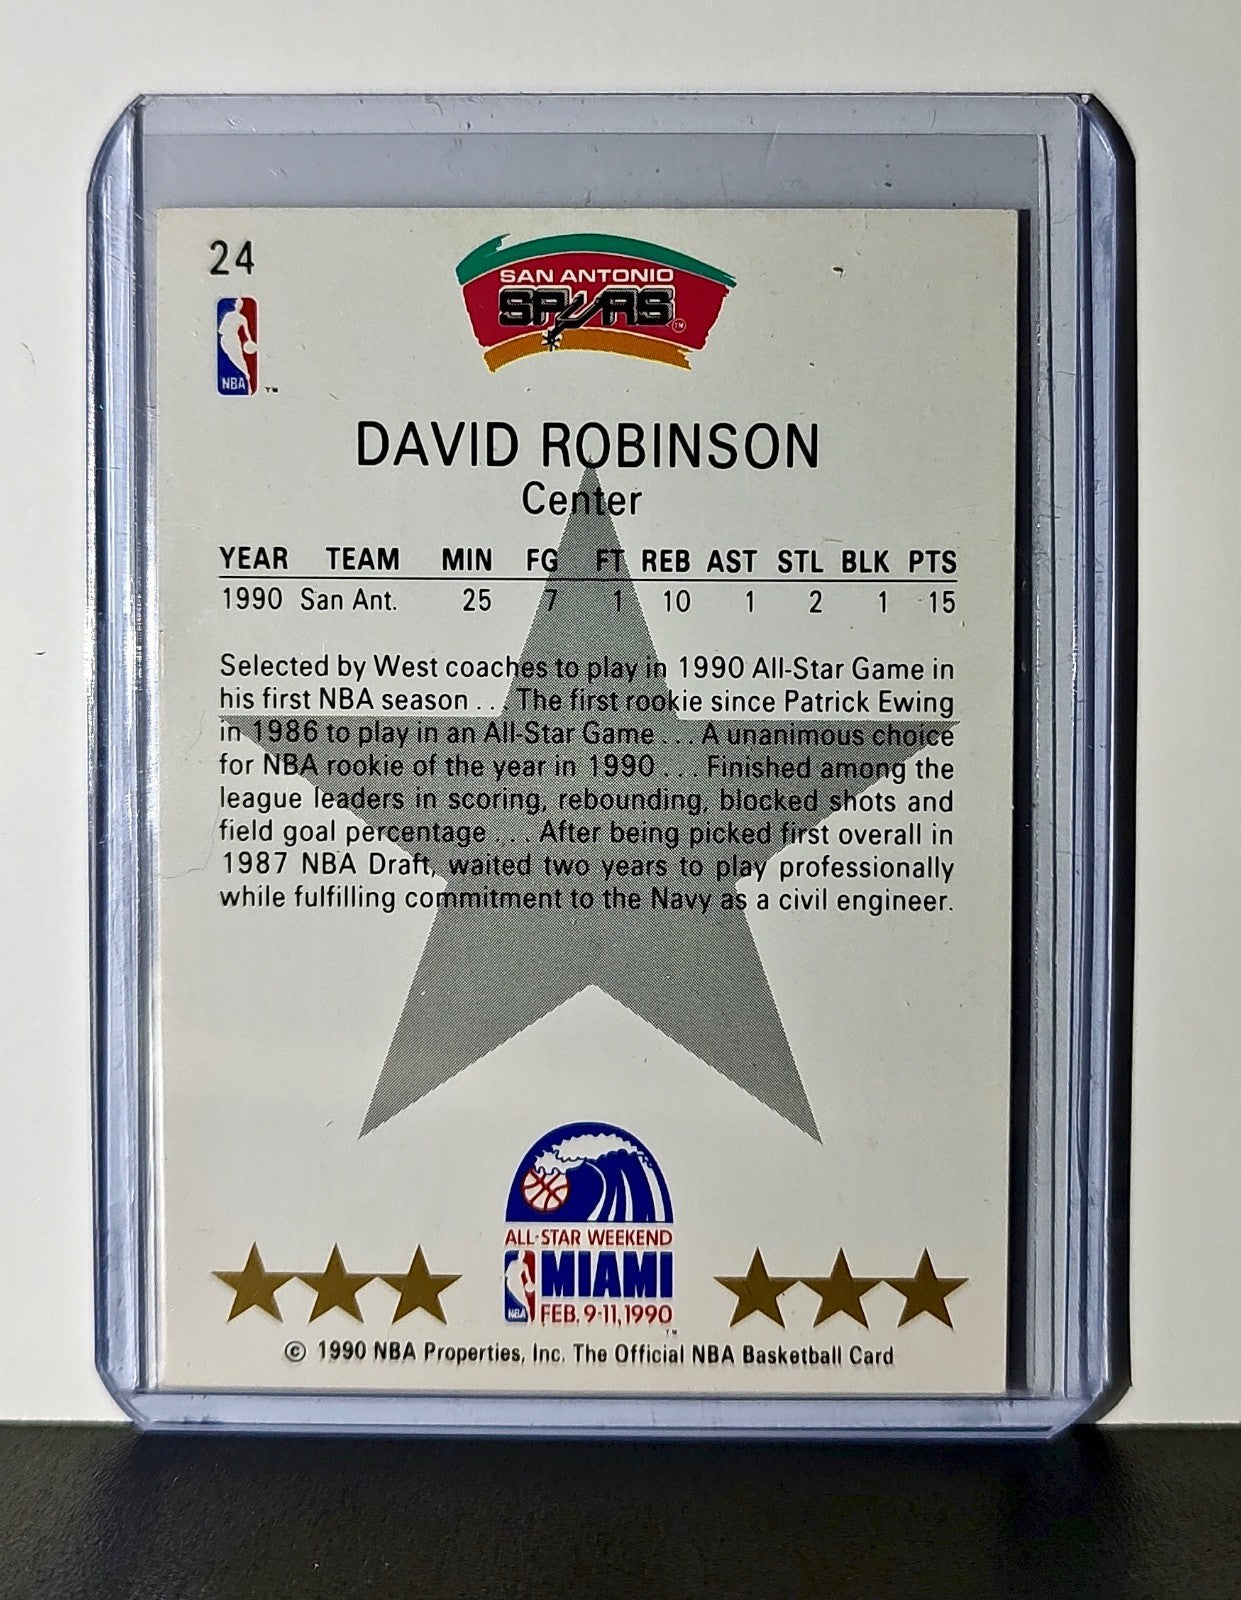 24
SAN ANTONIO
SPURS
TM
NBA
TM
DAVID ROBINSON
Center
YEAR TEAM MIN FG FT REB AST STL BLK PTS
1990 San Ant. 25 7 1 10 1 2 1 15
Selected by West coaches to play in 1990 All-Star Game in
his first NBA season . . . The first rookie since Patrick Ewing
in 1986 to play in an All-Star Game . . . A unanimous choice
for NBA rookie of the year in 1990 . . . Finished among the
league leaders in scoring, rebounding, blocked shots and
field goal percentage . . . After being picked first overall in
1987 NBA Draft, waited two years to play professionally
while fulfilling commitment to the Navy as a civil engineer.
ALL-STAR WEEKEND
MIAMI
NBA FEB. 9-11, 1990
TM
© 1990 NBA Properties, Inc. The Official NBA Basketball Card